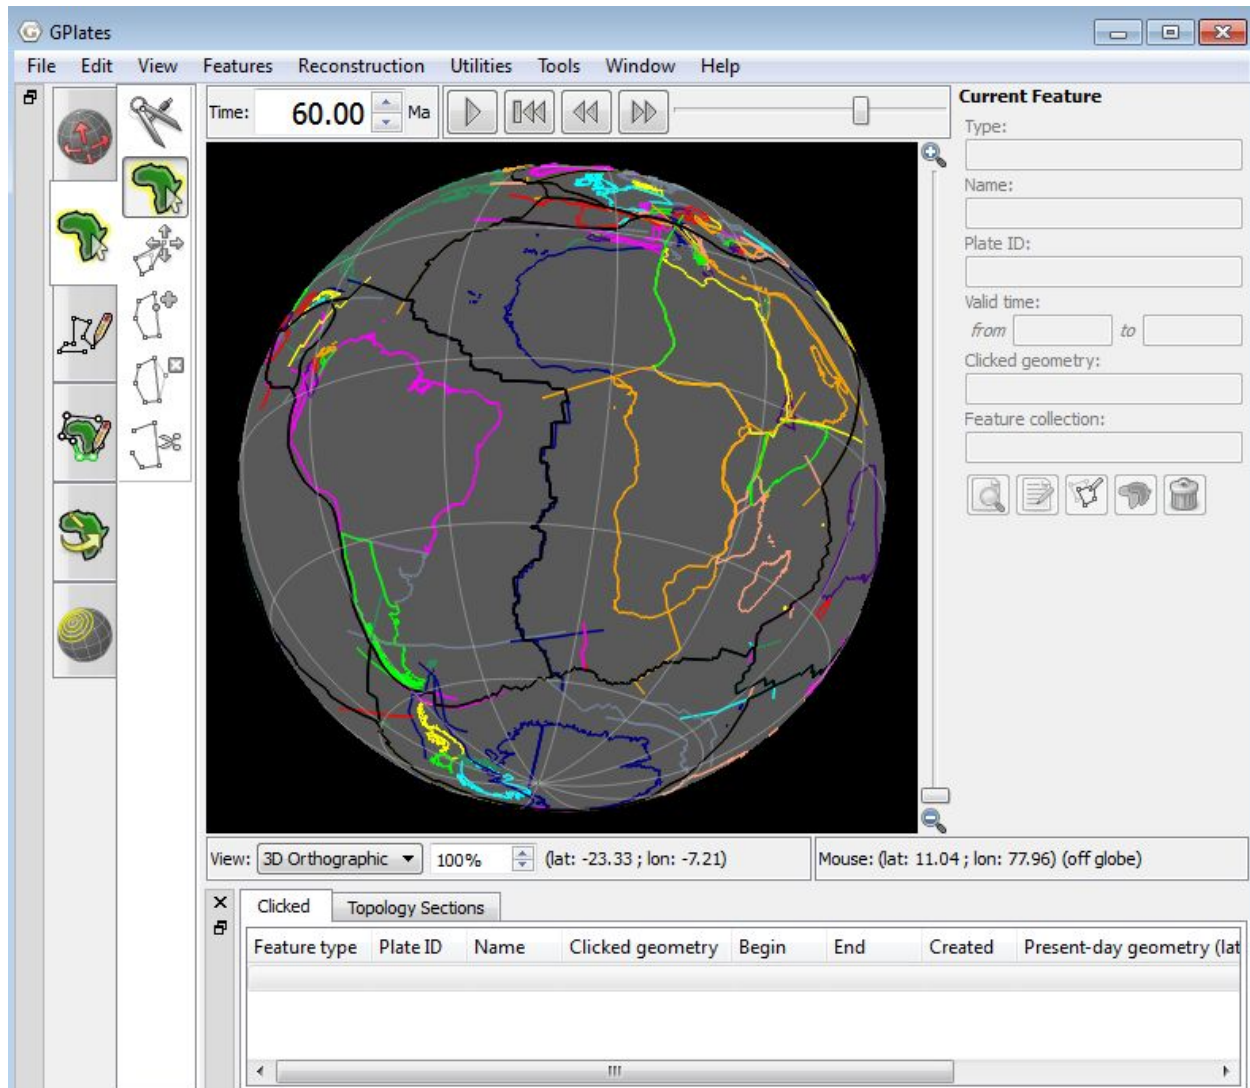 GPlates
File Edit View Features Reconstruction Utilities Tools Window Help
Time: 60.00 Ma
Current Feature
Type:
Name:
Plate ID:
Valid time:
from to
Clicked geometry:
Feature collection:
View: 3D Orthographic 100% (lat: -23.33 ; lon: -7.21) Mouse: (lat: 11.04 ; lon: 77.96) (off globe)
Clicked Topology Sections
Feature type Plate ID Name Clicked geometry Begin End Created Present-day geometry (lat